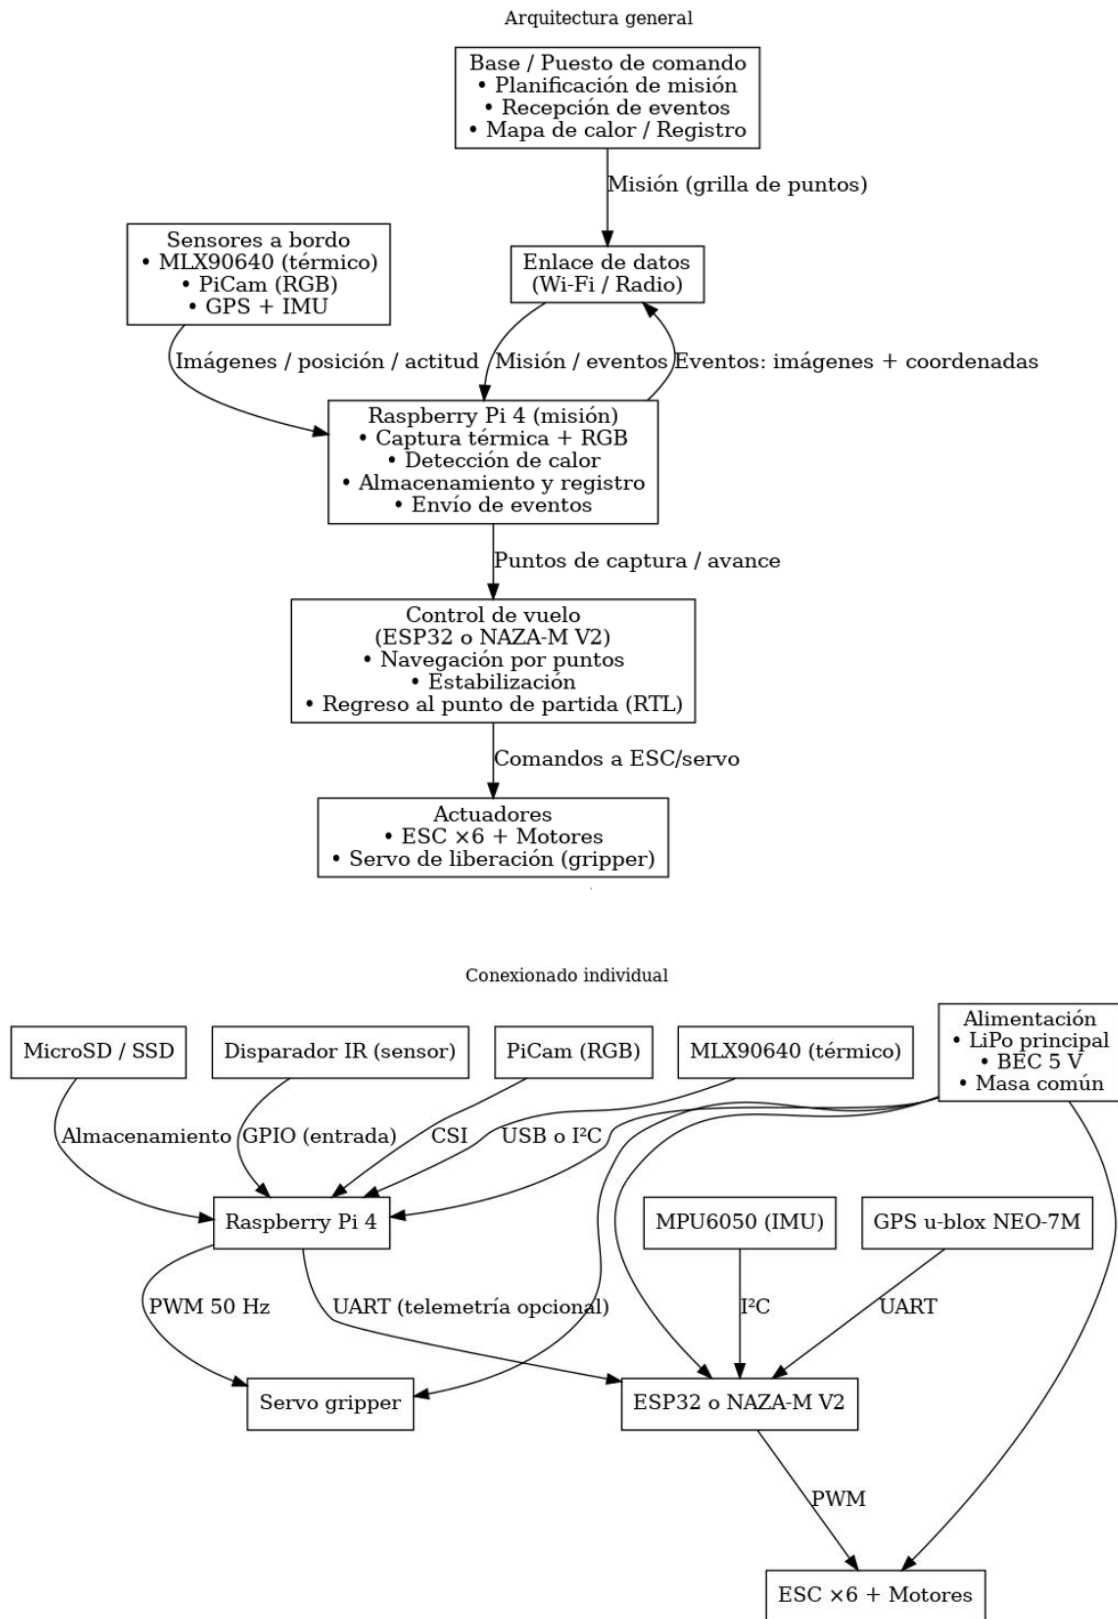 Arquitectura general
Base / Puesto de comando
• Planificación de misión
• Recepción de eventos
• Mapa de calor / Registro
Misión (grilla de puntos)
Sensores a bordo
• MLX90640 (térmico)
• PiCam (RGB)
• GPS + IMU
Enlace de datos
(Wi-Fi / Radio)
Imágenes / posición / actitud
Misión / eventos
Eventos: imágenes + coordenadas
Raspberry Pi 4 (misión)
• Captura térmica + RGB
• Detección de calor
• Almacenamiento y registro
• Envío de eventos
Puntos de captura / avance
Control de vuelo
(ESP32 o NAZA-M V2)
• Navegación por puntos
• Estabilización
• Regreso al punto de partida (RTL)
Comandos a ESC/servo
Actuadores
• ESC ×6 + Motores
• Servo de liberación (gripper)
Conexionado individual
MicroSD / SSD
Disparador IR (sensor)
PiCam (RGB)
MLX90640 (térmico)
Alimentación
• LiPo principal
• BEC 5 V
• Masa común
Almacenamiento
GPIO (entrada)
CSI
USB o I²C
Raspberry Pi 4
MPU6050 (IMU)
GPS u-blox NEO-7M
PWM 50 Hz
UART (telemetría opcional)
I²C
UART
Servo gripper
ESP32 o NAZA-M V2
PWM
ESC ×6 + Motores